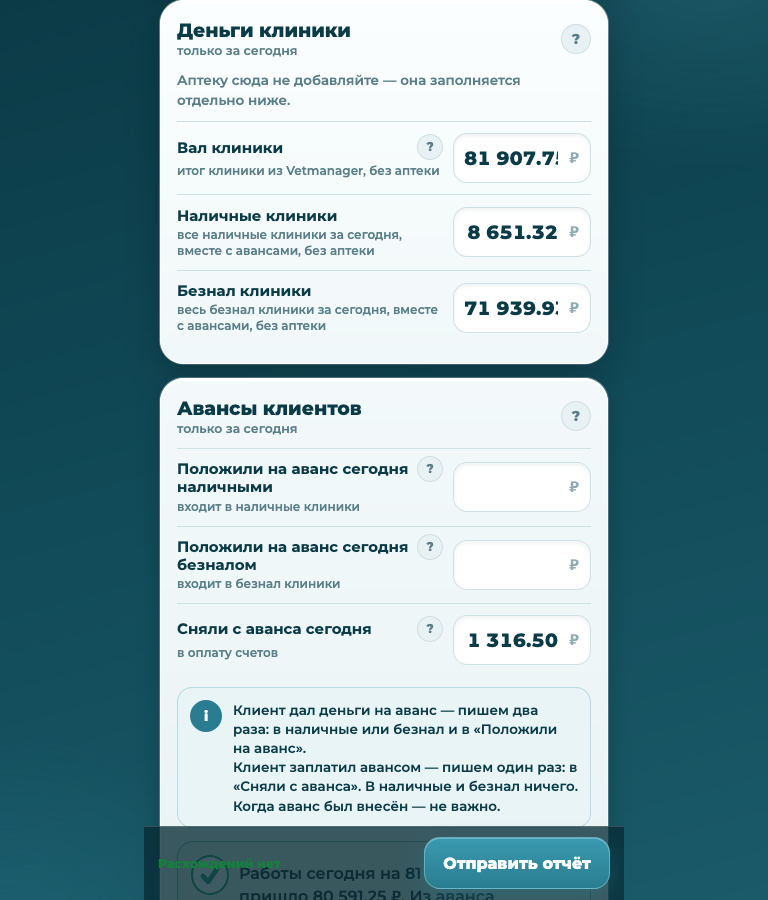 Деньги клиники
только за сегодня
?
Аптеку сюда не добавляйте — она заполняется
отдельно ниже.
Вал клиники
?
итог клиники из Vetmanager, без аптеки
81 907.7 ₽
Наличные клиники
все наличные клиники за сегодня,
вместе с авансами, без аптеки
8 651.32 ₽
Безнал клиники
весь безнал клиники за сегодня, вместе
с авансами, без аптеки
71 939.9 ₽
Авансы клиентов
только за сегодня
?
Положили на аванс сегодня
наличными
?
входит в наличные клиники
₽
Положили на аванс сегодня
безналом
?
входит в безнал клиники
₽
Сняли с аванса сегодня
?
в оплату счетов
1 316.50 ₽
i
Клиент дал деньги на аванс — пишем два
раза: в наличные или безнал и в «Положили
на аванс».
Клиент заплатил авансом — пишем один раз: в
«Сняли с аванса». В наличные и безнал ничего.
Когда аванс был внесён — не важно.
Расхождений нет
Отправить отчёт
Работы сегодня на 81
пришло 80 591.25 ₽. Из аванса